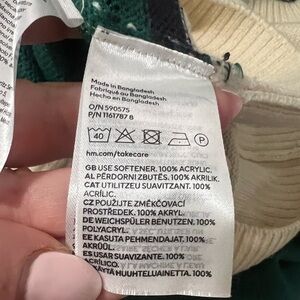 Made in Bangladesh
Fabriqué au Bangladesh
Hecho en Bangladesh
O/N 590575
P/N 1161787 6
40
P
hm.com/takecare
GB USE SOFTENER. 100% ACRYLIC.
AL PËRDORNI ZBUTËS. 100% AKRILIK.
CAT UTILITZEU SUAVITZANT. 100%
ACRÍLIC.
CZ POUŽIJTE ZMĚKČOVACÍ
PROSTŘEDEK. 100% AKRYL.
DE WEICHSPÜLER BENUTZEN. 100%
POLYACRYL.
EE KASUTA PEHMENDAJAT. 100%
AKRÜÜL.
ES USAR SUAVIZANTE. 100%
ACRÍLICO.
KÄYTÄ HUUHTELUAINETTA. 100%